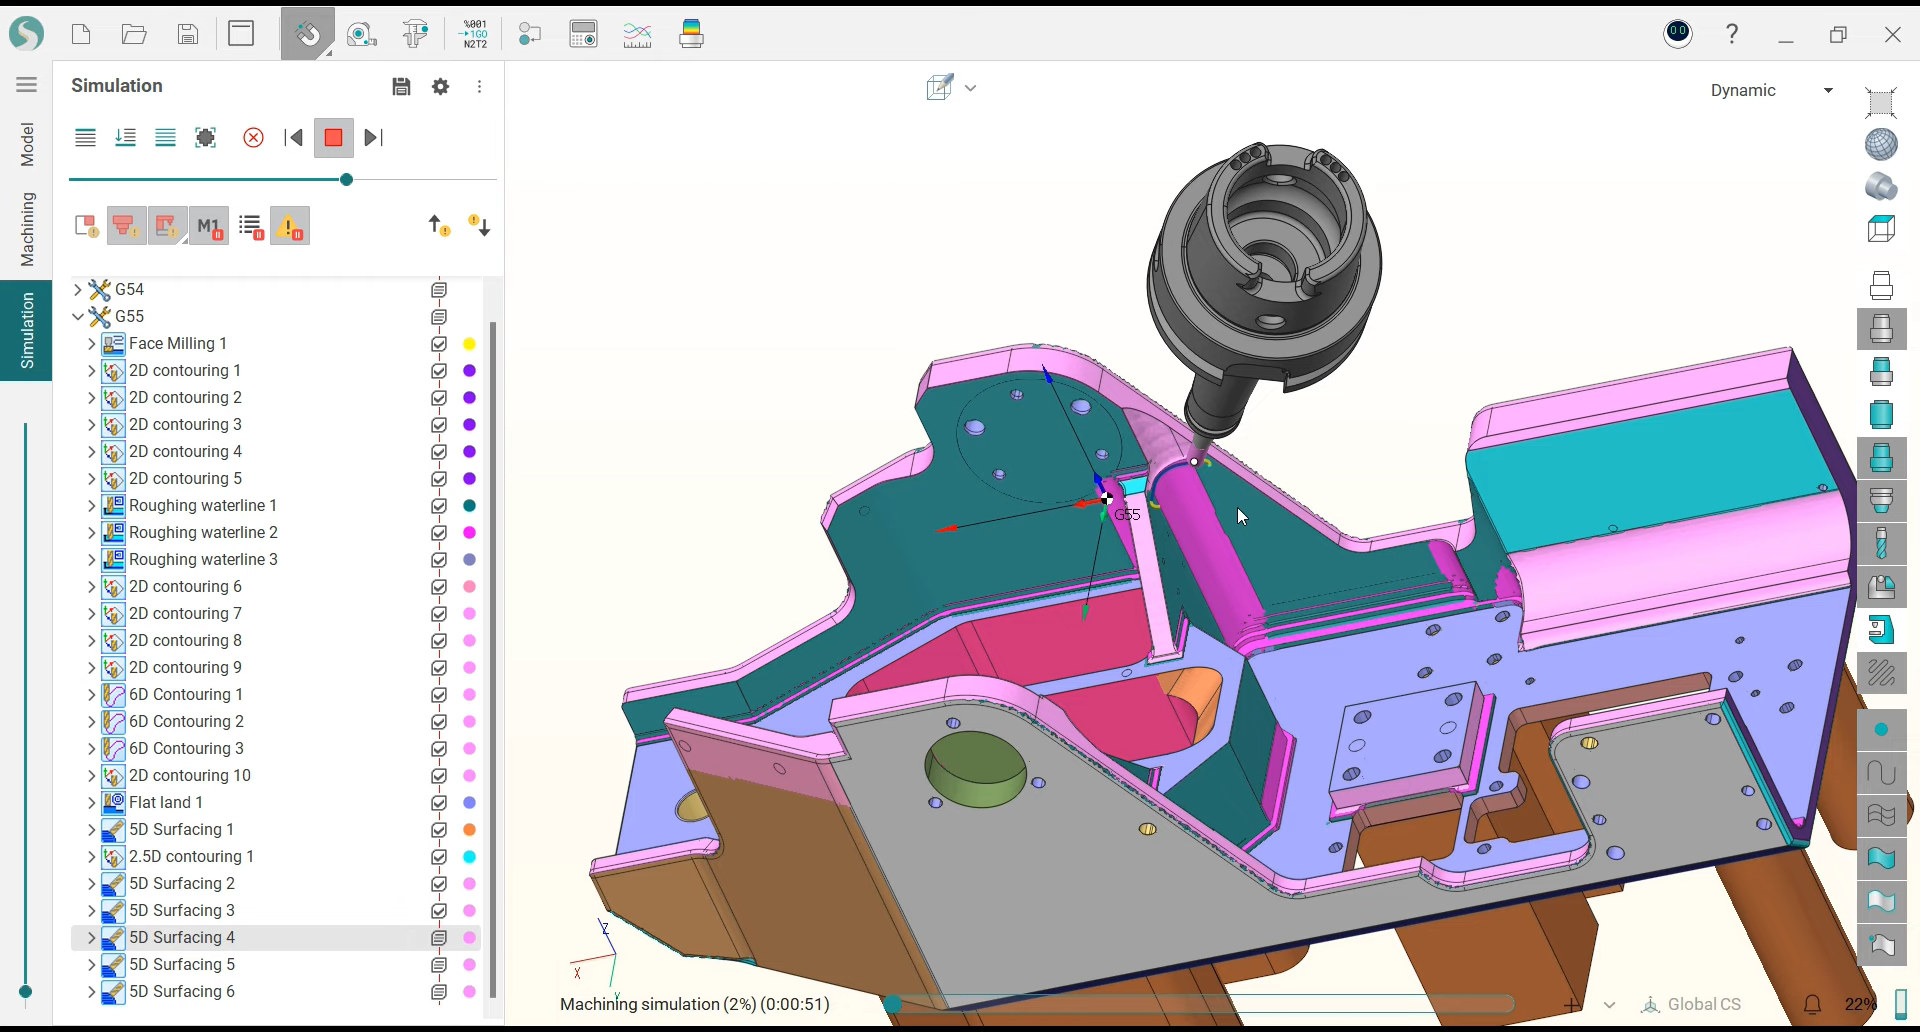 %001
→1GO
N2T2
?
Simulation
Dynamic
Model
Machining
Simulation
M1
G54
G55
Face Milling 1
2D contouring 1
2D contouring 2
2D contouring 3
2D contouring 4
2D contouring 5
Roughing waterline 1
Roughing waterline 2
Roughing waterline 3
2D contouring 6
2D contouring 7
2D contouring 8
2D contouring 9
6D Contouring 1
6D Contouring 2
6D Contouring 3
2D contouring 10
Flat land 1
5D Surfacing 1
2.5D contouring 1
5D Surfacing 2
5D Surfacing 3
5D Surfacing 4
5D Surfacing 5
5D Surfacing 6
G55
Z
X
Y
Machining simulation (2%) (0:00:51)
Global CS
22%